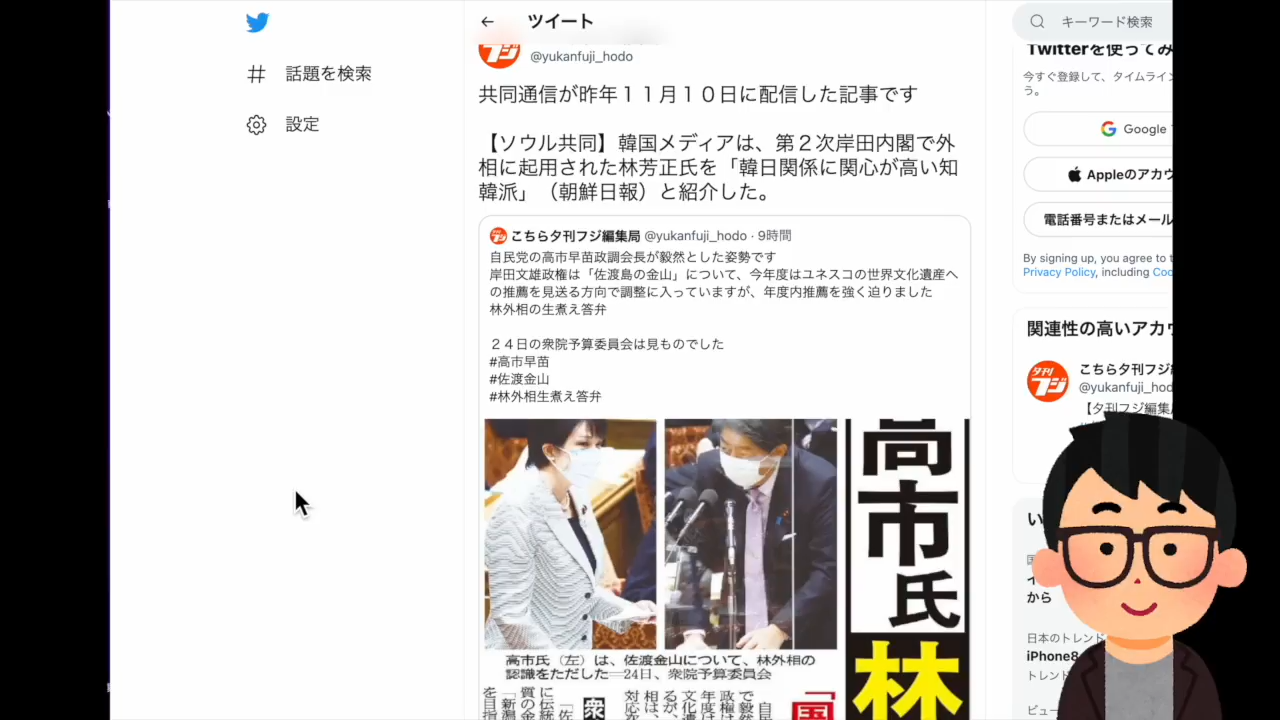 話題を検索
設定
ツイート
@yukanfuji_hodo
共同通信が昨年１１月１０日に配信した記事です
【ソウル共同】韓国メディアは、第２次岸田内閣で外
相に起用された林芳正氏を「韓日関係に関心が高い知
韓派」（朝鮮日報）と紹介した。
こちら夕刊フジ編集局 @yukanfuji_hodo · 9時間
自民党の高市早苗政調会長が毅然とした姿勢です
岸田文雄政権は「佐渡島の金山」について、今年度はユネスコの世界文化遺産へ
の推薦を見送る方向で調整に入っていますが、年度内推薦を強く迫りました
林外相の生煮え答弁
２４日の衆院予算委員会は見ものでした
#高市早苗
#佐渡金山
#林外相生煮え答弁
高市氏
林
高市氏（左）は、佐渡金山について、林外相の
認識をただした―24日、衆院予算委員会
キーワード検索
Twitterを使ってみ
今すぐ登録して、タイムライン
う。
Google
Appleのアカウ
電話番号またはメール
By signing up, you agree to t
Privacy Policy, including Coo
関連性の高いアカウ
夕刊フジ
こちら夕刊フジ
@yukanfuji_hod
【夕刊フジ編集
い
から
日本のトレンド
iPhone8
トレンド
ビュー